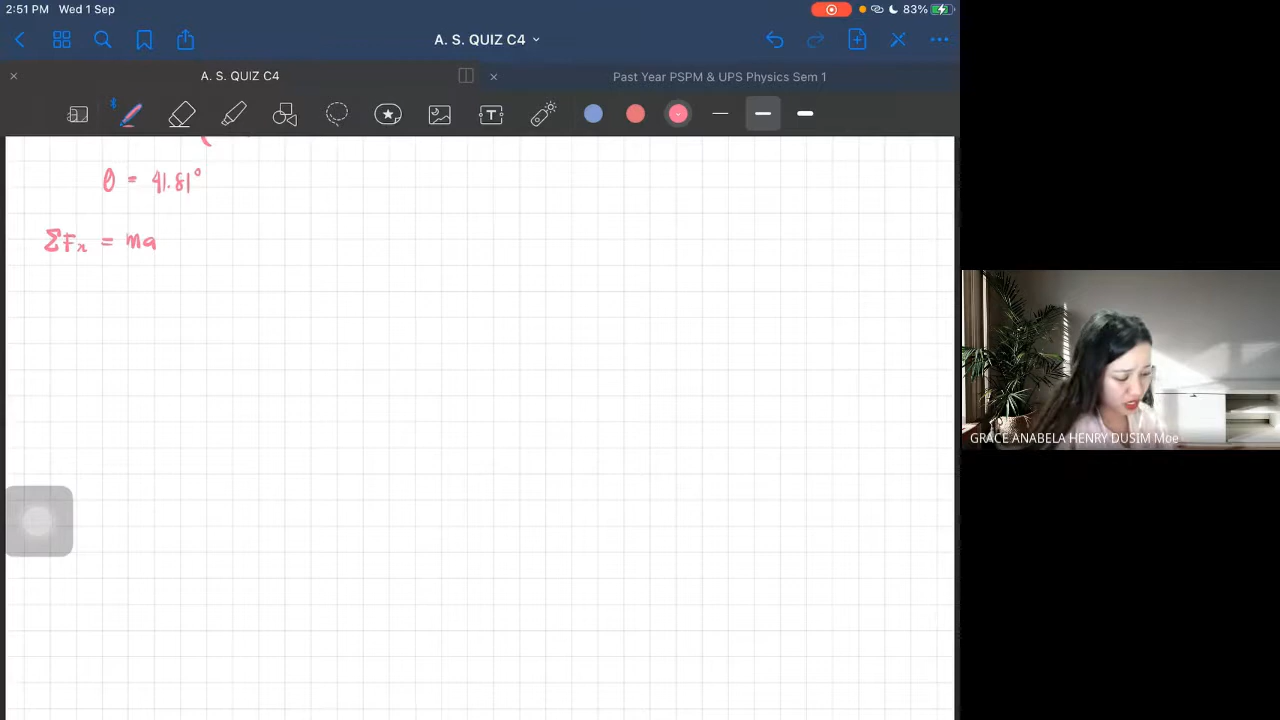 2:51 PM Wed 1 Sep
83%
A. S. QUIZ C4
A. S. QUIZ C4
Past Year PSPM & UPS Physics Sem 1
θ = 41.81°
ΣFx = ma
GRACE ANABELA HENRY DUSIM Moe